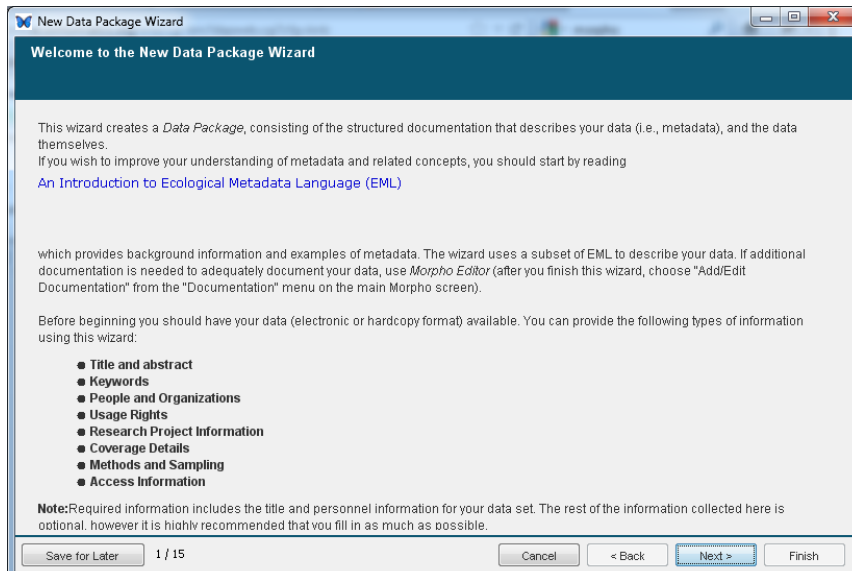 New Data Package Wizard
Welcome to the New Data Package Wizard
This wizard creates a Data Package, consisting of the structured documentation that describes your data (i.e., metadata), and the data
themselves.
If you wish to improve your understanding of metadata and related concepts, you should start by reading
An Introduction to Ecological Metadata Language (EML)
which provides background information and examples of metadata. The wizard uses a subset of EML to describe your data. If additional
documentation is needed to adequately document your data, use Morpho Editor (after you finish this wizard, choose "Add/Edit
Documentation" from the "Documentation" menu on the main Morpho screen).
Before beginning you should have your data (electronic or hardcopy format) available. You can provide the following types of information
using this wizard:
Title and abstract
Keywords
People and Organizations
Usage Rights
Research Project Information
Coverage Details
Methods and Sampling
Access Information
Note:Required information includes the title and personnel information for your data set. The rest of the information collected here is
optional, however it is highly recommended that you fill in as much as possible.
Save for Later 1 / 15 Cancel < Back Next > Finish